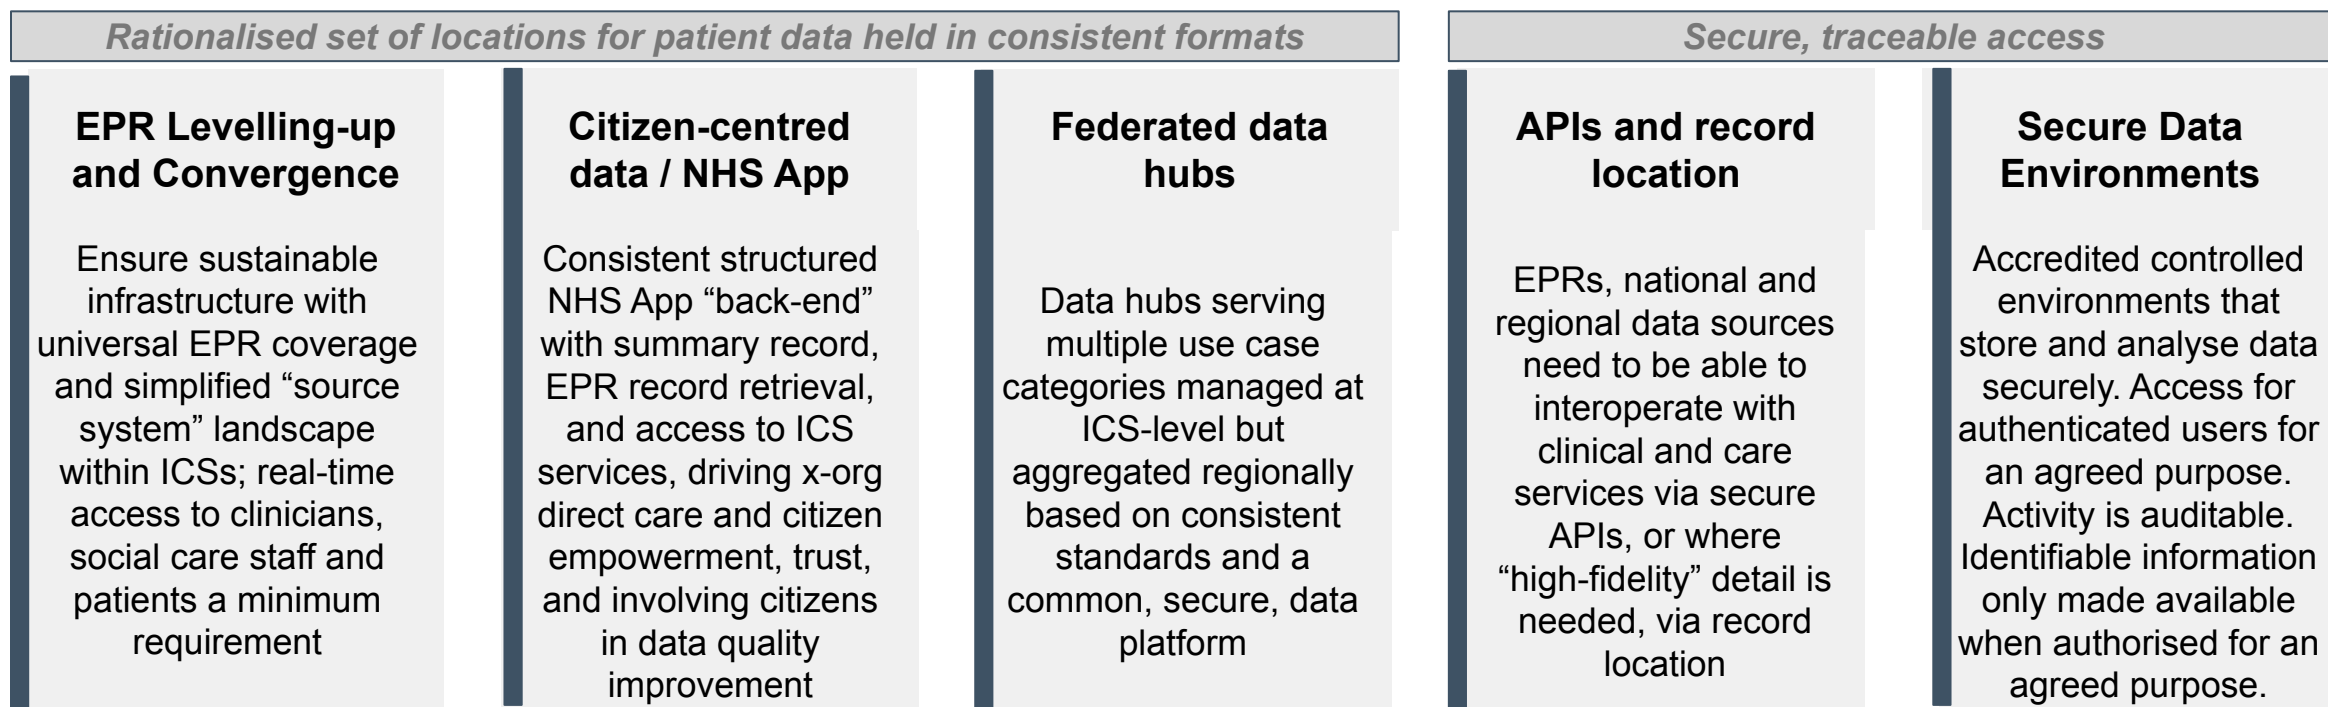 Rationalised set of locations for patient data held in consistent formats
Secure, traceable access
EPR Levelling-up
and Convergence
Ensure sustainable
infrastructure with
universal EPR coverage
and simplified “source
system” landscape
within ICSs; real-time
access to clinicians,
social care staff and
patients a minimum
requirement
Citizen-centred
data / NHS App
Consistent structured
NHS App “back-end”
with summary record,
EPR record retrieval,
and access to ICS
services, driving x-org
direct care and citizen
empowerment, trust,
and involving citizens
in data quality
improvement
Federated data
hubs
Data hubs serving
multiple use case
categories managed at
ICS-level but
aggregated regionally
based on consistent
standards and a
common, secure, data
platform
APIs and record
location
EPRs, national and
regional data sources
need to be able to
interoperate with
clinical and care
services via secure
APIs, or where
“high-fidelity” detail is
needed, via record
location
Secure Data
Environments
Accredited controlled
environments that
store and analyse data
securely. Access for
authenticated users for
an agreed purpose.
Activity is auditable.
Identifiable information
only made available
when authorised for an
agreed purpose.